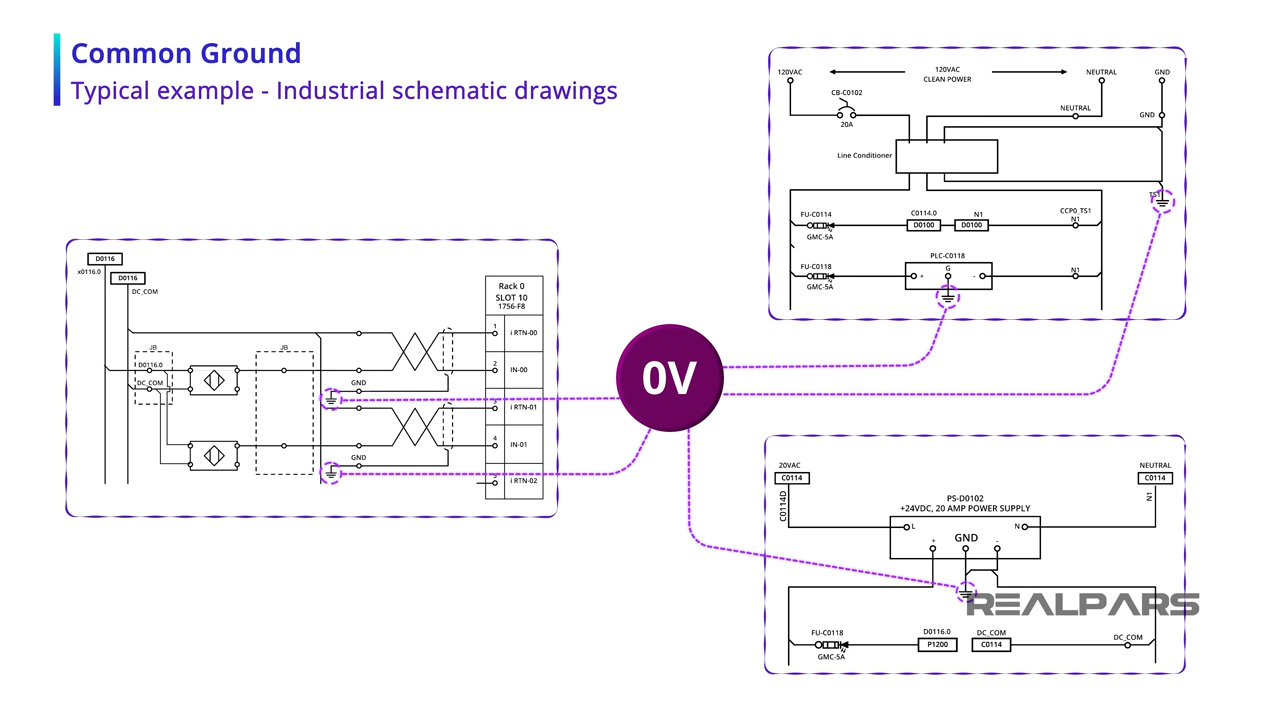 Common Ground
Typical example - Industrial schematic drawings
D0116
x0116.0
D0116
DC_COM
JB
D0116.0
DC_COM
JB
GND
GND
Rack 0
SLOT 10
1756-F8
1
i RTN-00
2
IN-00
3
i RTN-01
4
IN-01
5
i RTN-02
0V
120VAC
120VAC
CLEAN POWER
NEUTRAL
GND
CB-C0102
20A
NEUTRAL
GND
Line Conditioner
TS1
FU-C0114
GMC-5A
C0114.0
D0100
N1
D0100
CCP0_TS1
N1
PLC-C0118
FU-C0118
GMC-5A
+
G
-
N1
20VAC
C0114
NEUTRAL
C0114
C0114D
N1
PS-D0102
+24VDC, 20 AMP POWER SUPPLY
L
N
+
GND
-
REALPARS
FU-C0118
GMC-5A
D0116.0
P1200
DC_COM
C0114
DC_COM